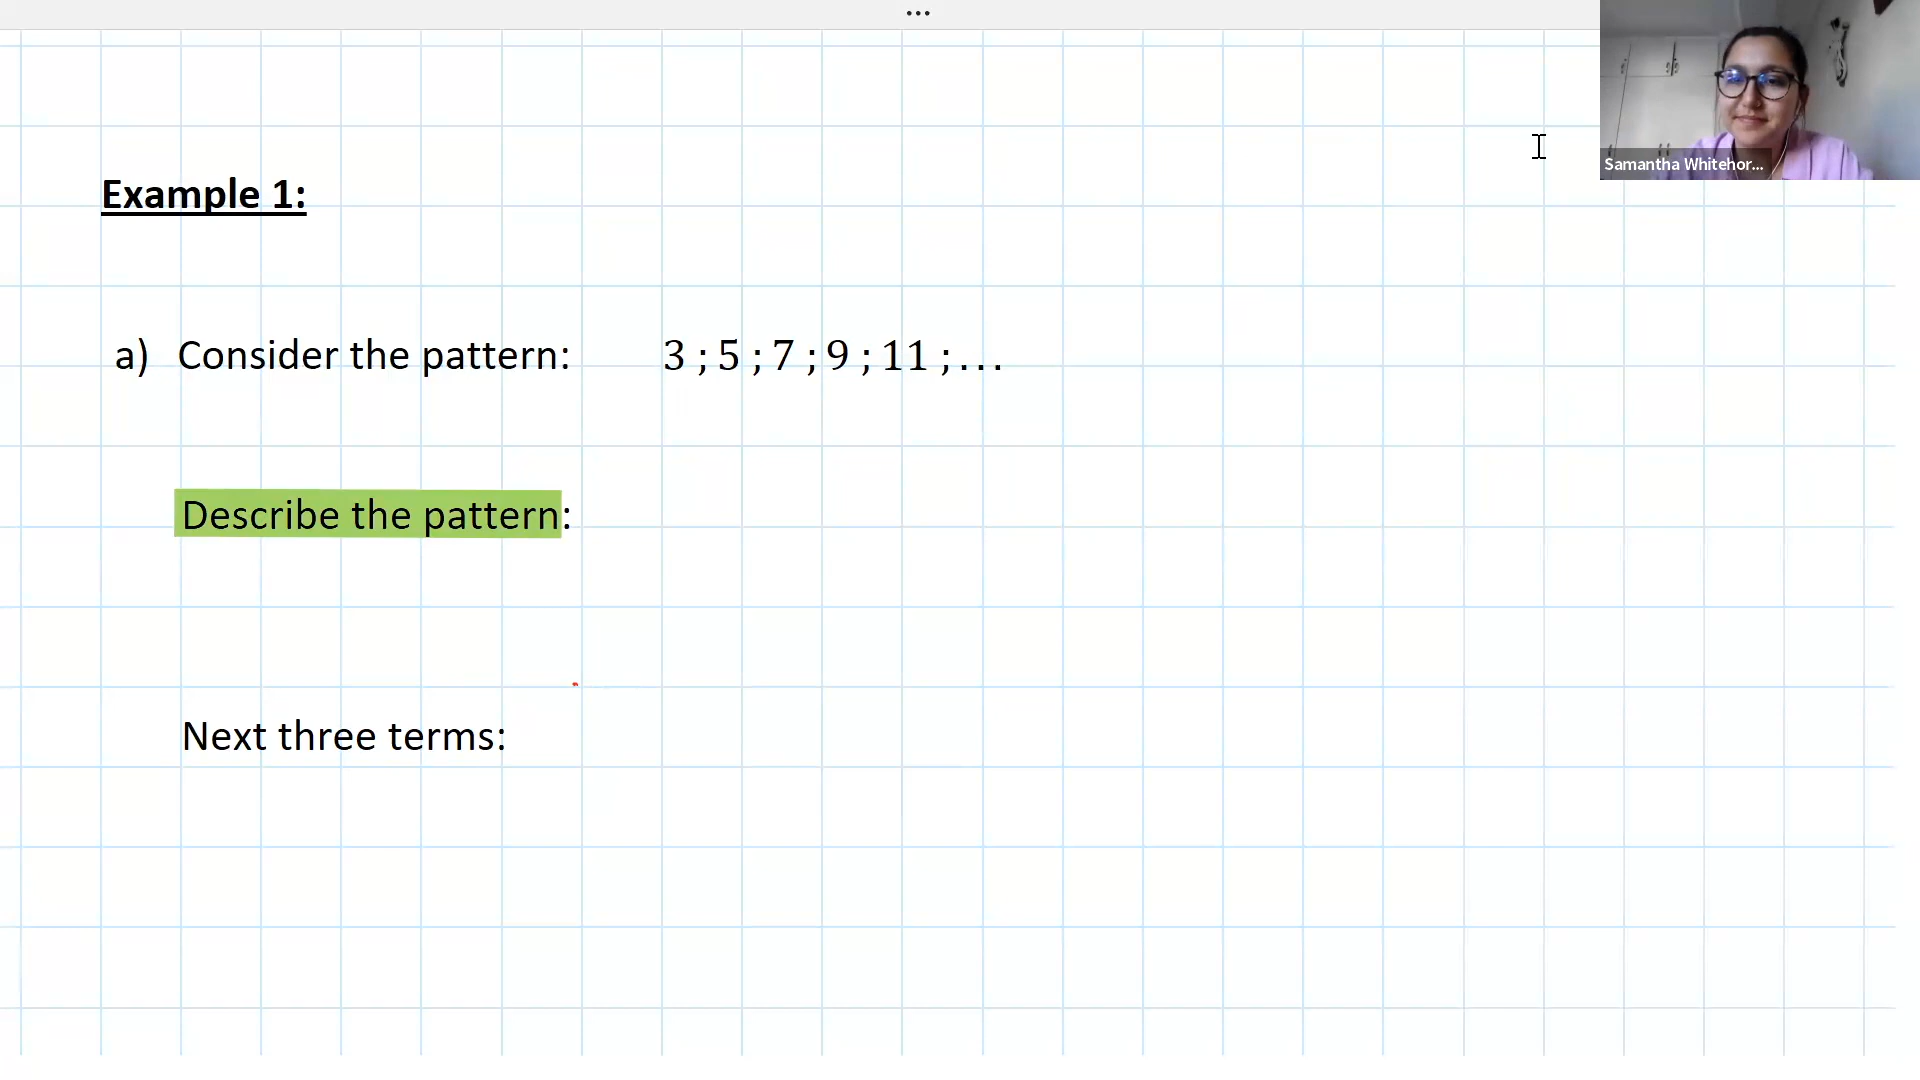 ...
Samantha Whitehor...
Example 1:
a) Consider the pattern: 3 ; 5 ; 7 ; 9 ; 11 ; ...
Describe the pattern:
Next three terms: